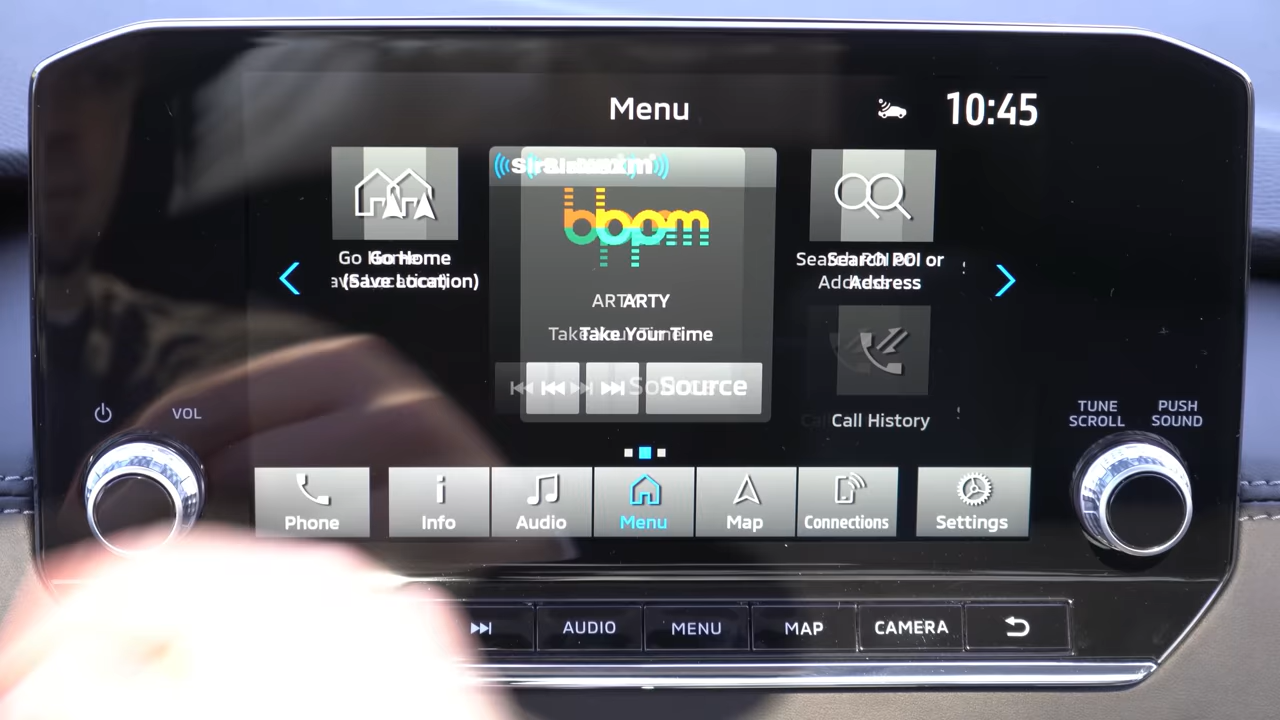 Menu
10:45
SiriusXM
bpm
Go Home
(Save Location)
Search POI or
Address
ARTY
Take Your Time
Source
Call History
VOL
TUNE
SCROLL
PUSH
SOUND
Phone
Info
Audio
Menu
Map
Connections
Settings
AUDIO
MENU
MAP
CAMERA